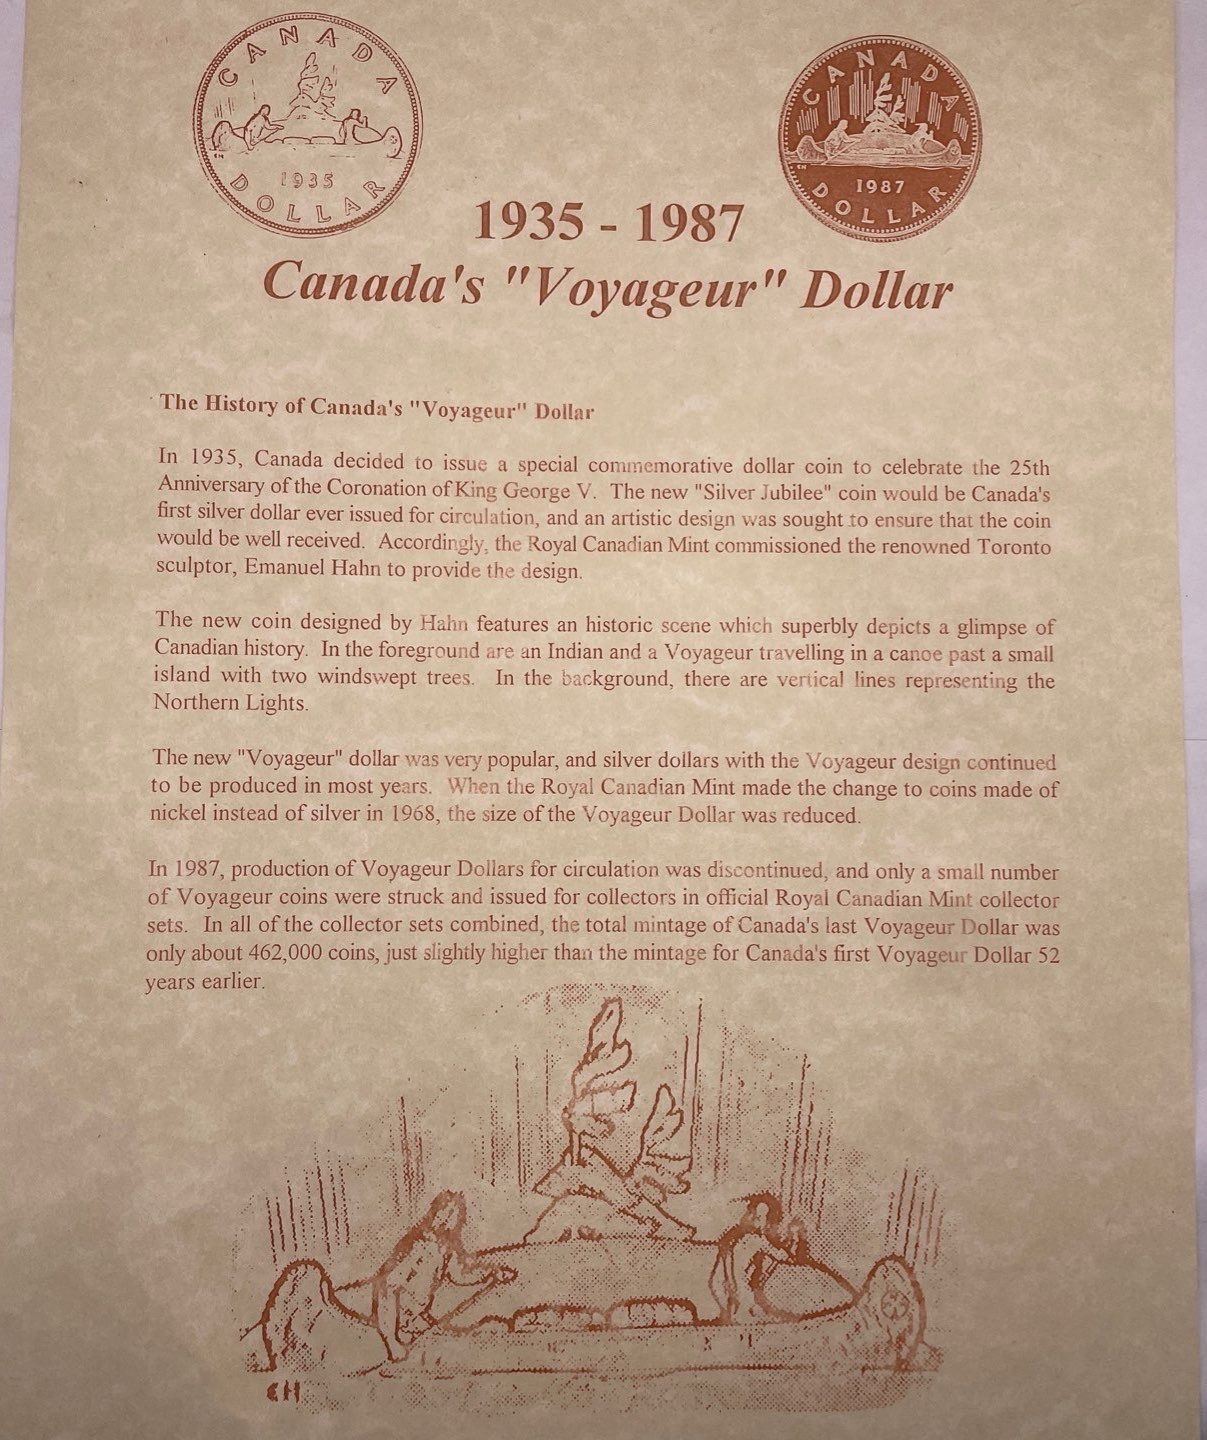 CANADA
EH
1935
DOLLAR
CANADA
EH
1987
DOLLAR
1935 - 1987
Canada's "Voyageur" Dollar
The History of Canada's "Voyageur" Dollar
In 1935, Canada decided to issue a special commemorative dollar coin to celebrate the 25th
Anniversary of the Coronation of King George V. The new "Silver Jubilee" coin would be Canada's
first silver dollar ever issued for circulation, and an artistic design was sought to ensure that the coin
would be well received. Accordingly, the Royal Canadian Mint commissioned the renowned Toronto
sculptor, Emanuel Hahn to provide the design.
The new coin designed by Hahn features an historic scene which superbly depicts a glimpse of
Canadian history. In the foreground are an Indian and a Voyageur travelling in a canoe past a small
island with two windswept trees. In the background, there are vertical lines representing the
Northern Lights.
The new "Voyageur" dollar was very popular, and silver dollars with the Voyageur design continued
to be produced in most years. When the Royal Canadian Mint made the change to coins made of
nickel instead of silver in 1968, the size of the Voyageur Dollar was reduced.
In 1987, production of Voyageur Dollars for circulation was discontinued, and only a small number
of Voyageur coins were struck and issued for collectors in official Royal Canadian Mint collector
sets. In all of the collector sets combined, the total mintage of Canada's last Voyageur Dollar was
only about 462,000 coins, just slightly higher than the mintage for Canada's first Voyageur Dollar 52
years earlier.
EH